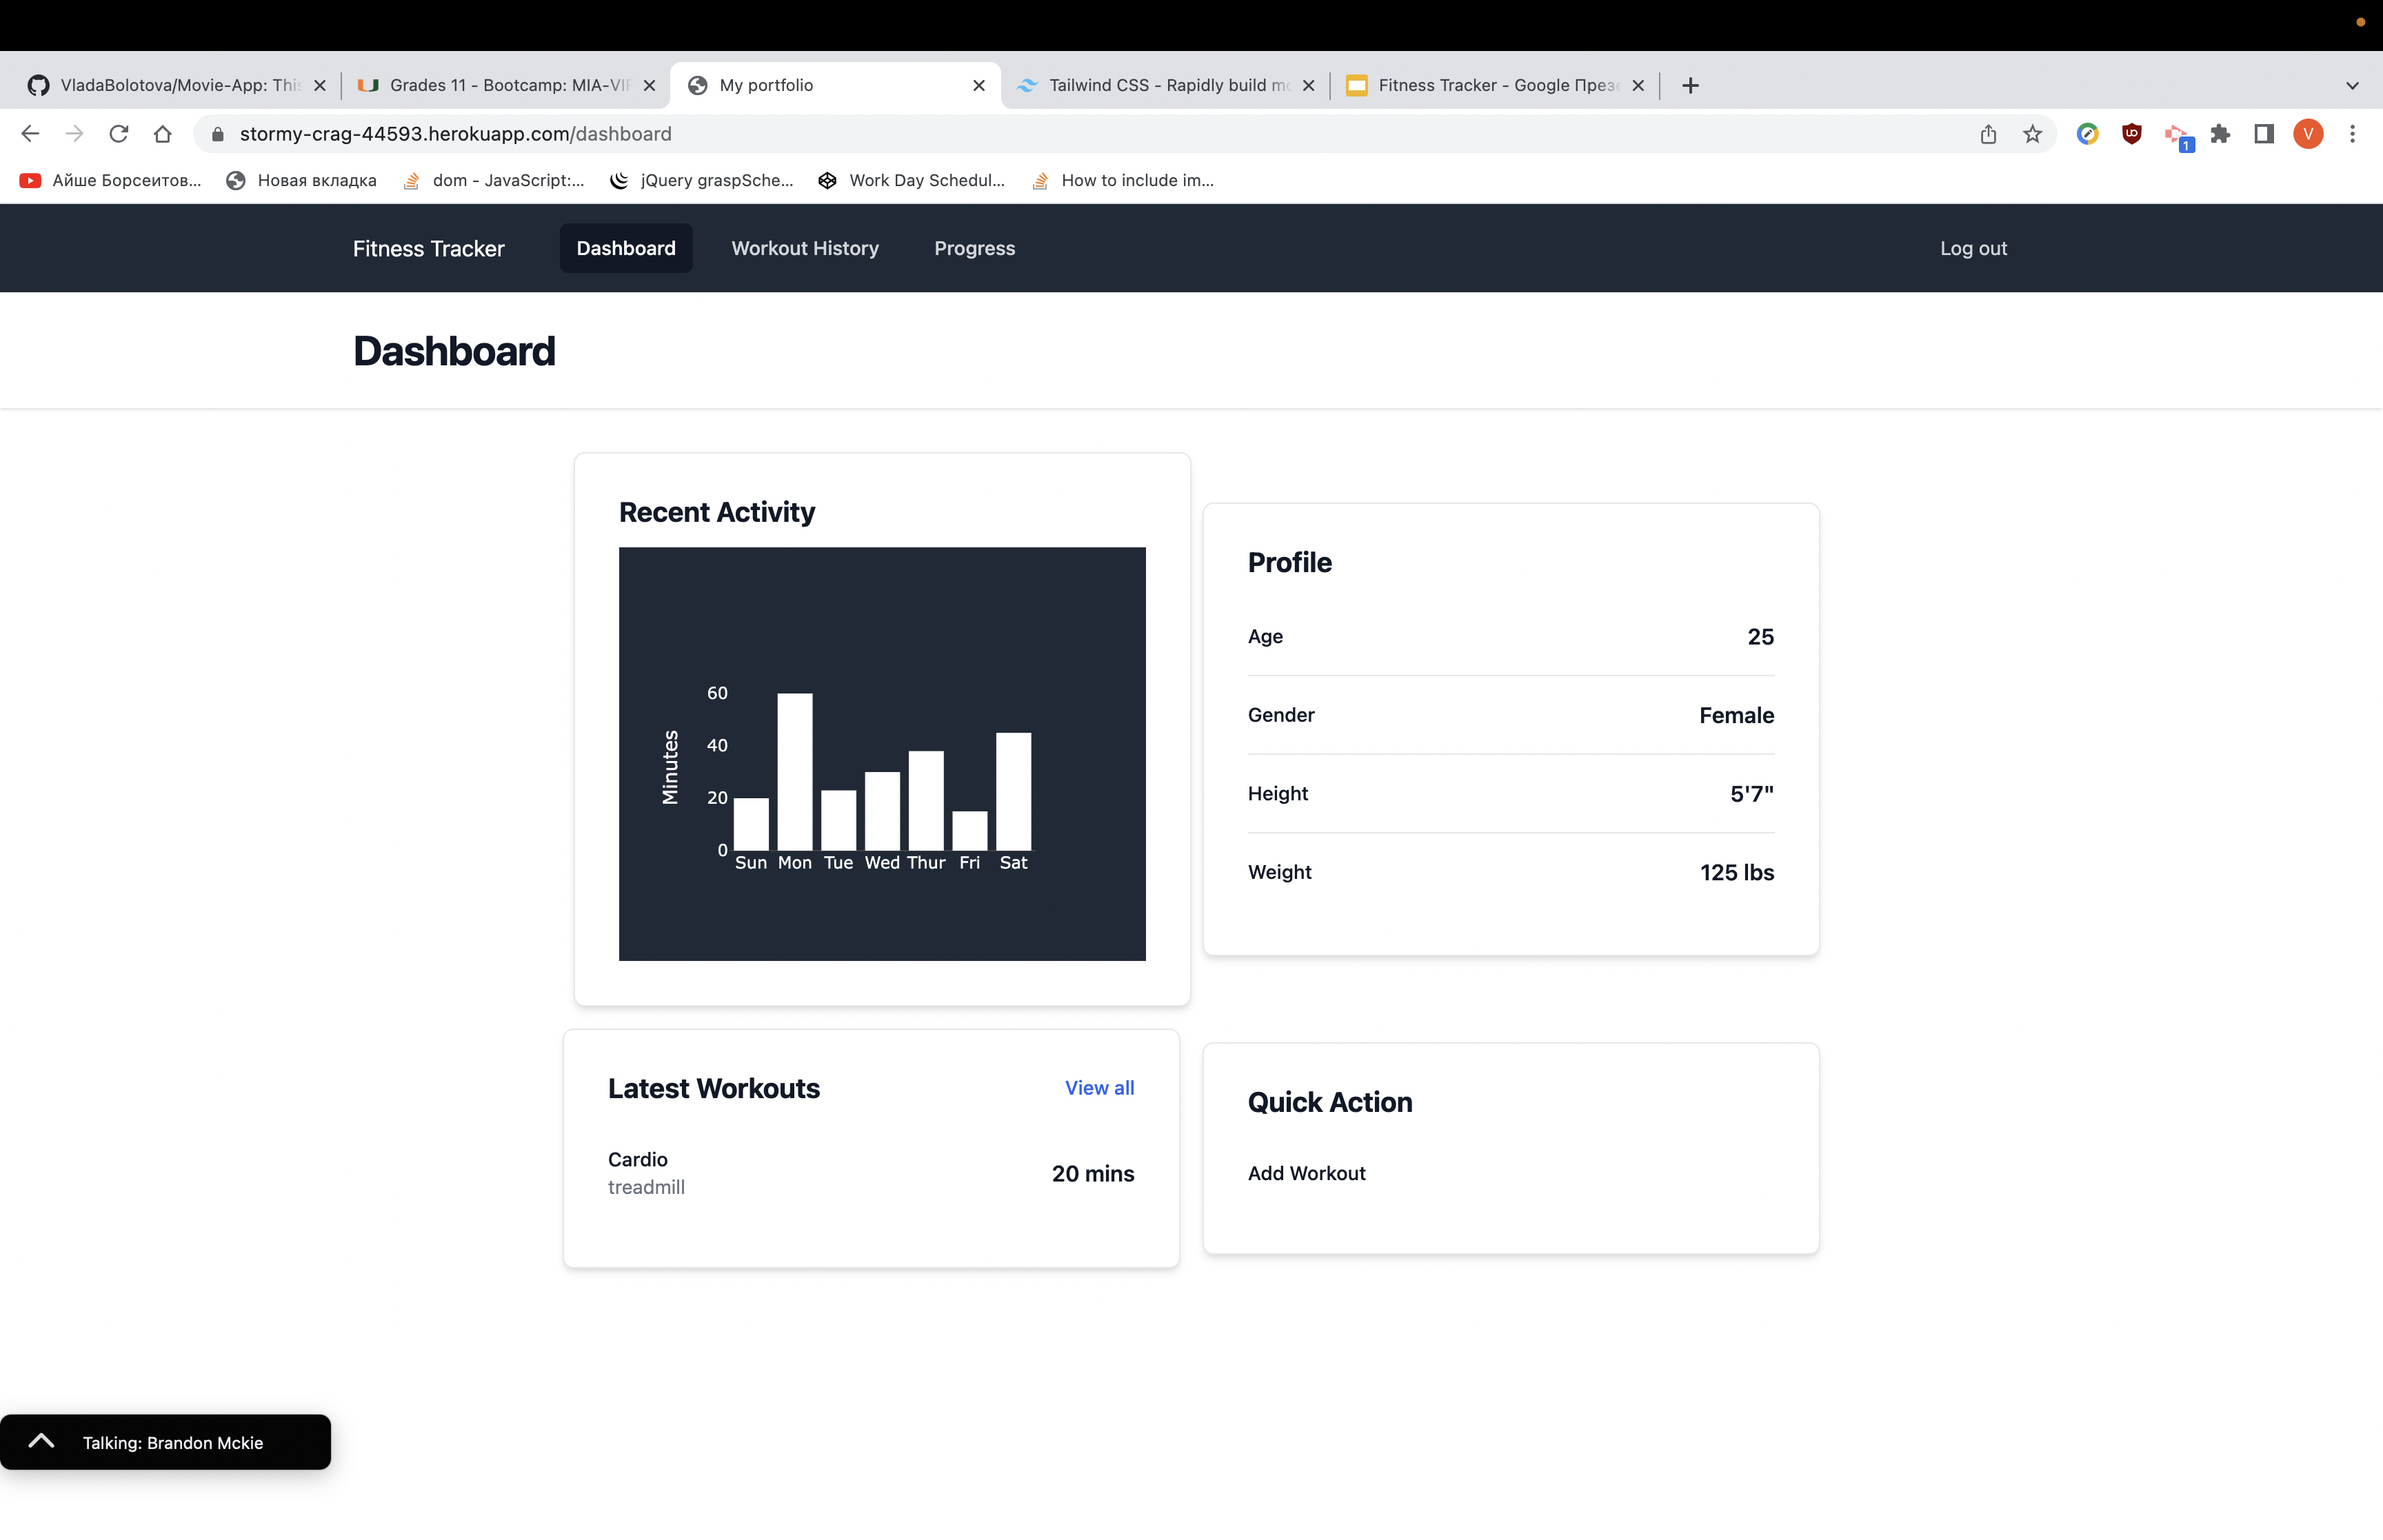 VladaBolotova/Movie-App: This
Grades 11 - Bootcamp: MIA-VIR
My portfolio
Tailwind CSS - Rapidly build mo
Fitness Tracker - Google Презе
stormy-crag-44593.herokuapp.com/dashboard
1
V
Айше Борсеитов...
Новая вкладка
dom - JavaScript:...
jQuery graspSche...
Work Day Schedul...
How to include im...
Fitness Tracker
Dashboard
Workout History
Progress
Log out
Dashboard
Recent Activity
60
40
20
0
Minutes
Sun Mon Tue Wed Thur Fri Sat
Profile
Age 25
Gender Female
Height 5'7"
Weight 125 lbs
Latest Workouts View all
Cardio
treadmill
20 mins
Quick Action
Add Workout
Talking: Brandon Mckie